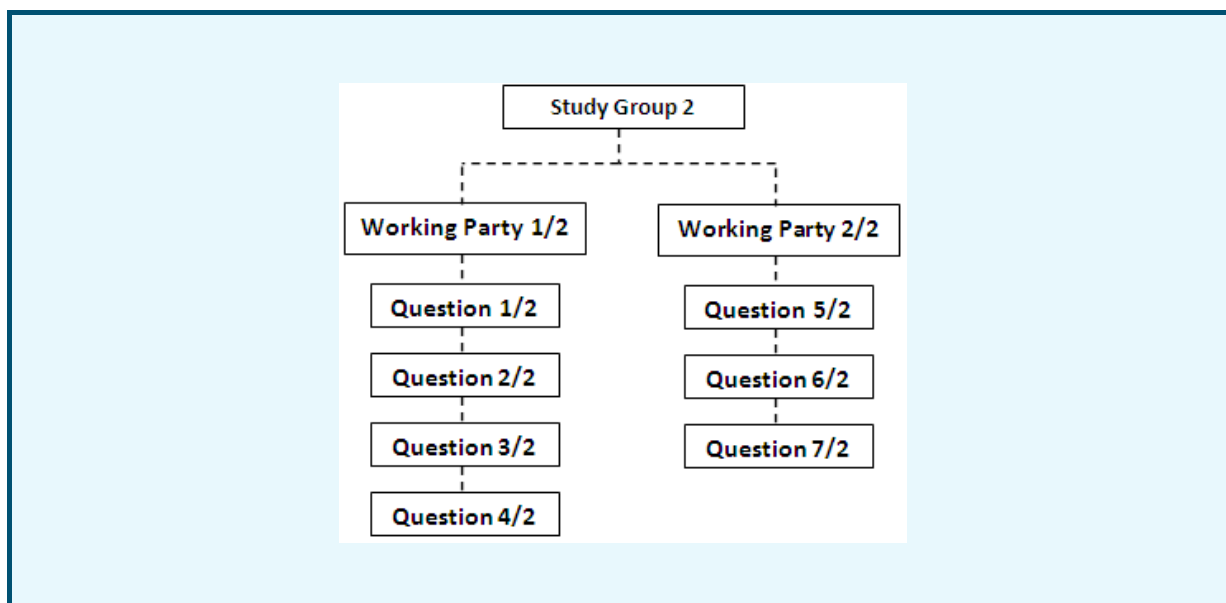 Study Group 2
Working Party 1/2
Working Party 2/2
Question 1/2
Question 5/2
Question 2/2
Question 6/2
Question 3/2
Question 7/2
Question 4/2